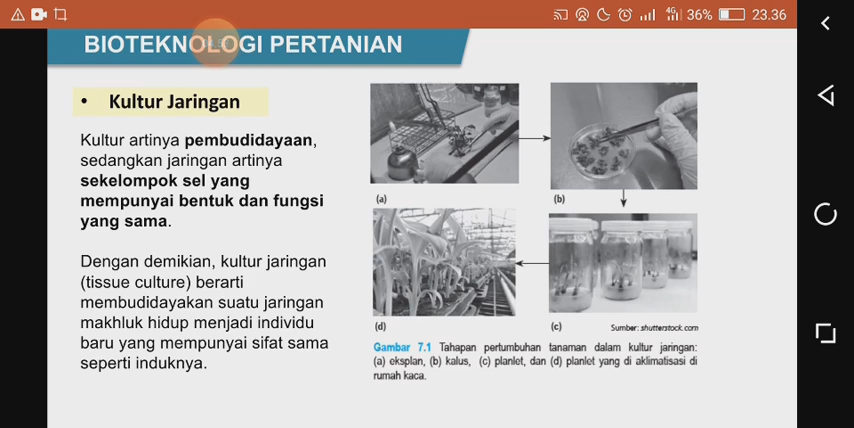 4G 36% 23.36
BIOTEKNOLOGI PERTANIAN
• Kultur Jaringan
Kultur artinya pembudidayaan,
sedangkan jaringan artinya
sekelompok sel yang
mempunyai bentuk dan fungsi
yang sama.
Dengan demikian, kultur jaringan
(tissue culture) berarti
membudidayakan suatu jaringan
makhluk hidup menjadi individu
baru yang mempunyai sifat sama
seperti induknya.
(a)
(b)
(d)
(c)
Sumber: shutterstock.com
Gambar 7.1 Tahapan pertumbuhan tanaman dalam kultur jaringan:
(a) eksplan, (b) kalus, (c) planlet, dan (d) planlet yang di aklimatisasi di
rumah kaca.